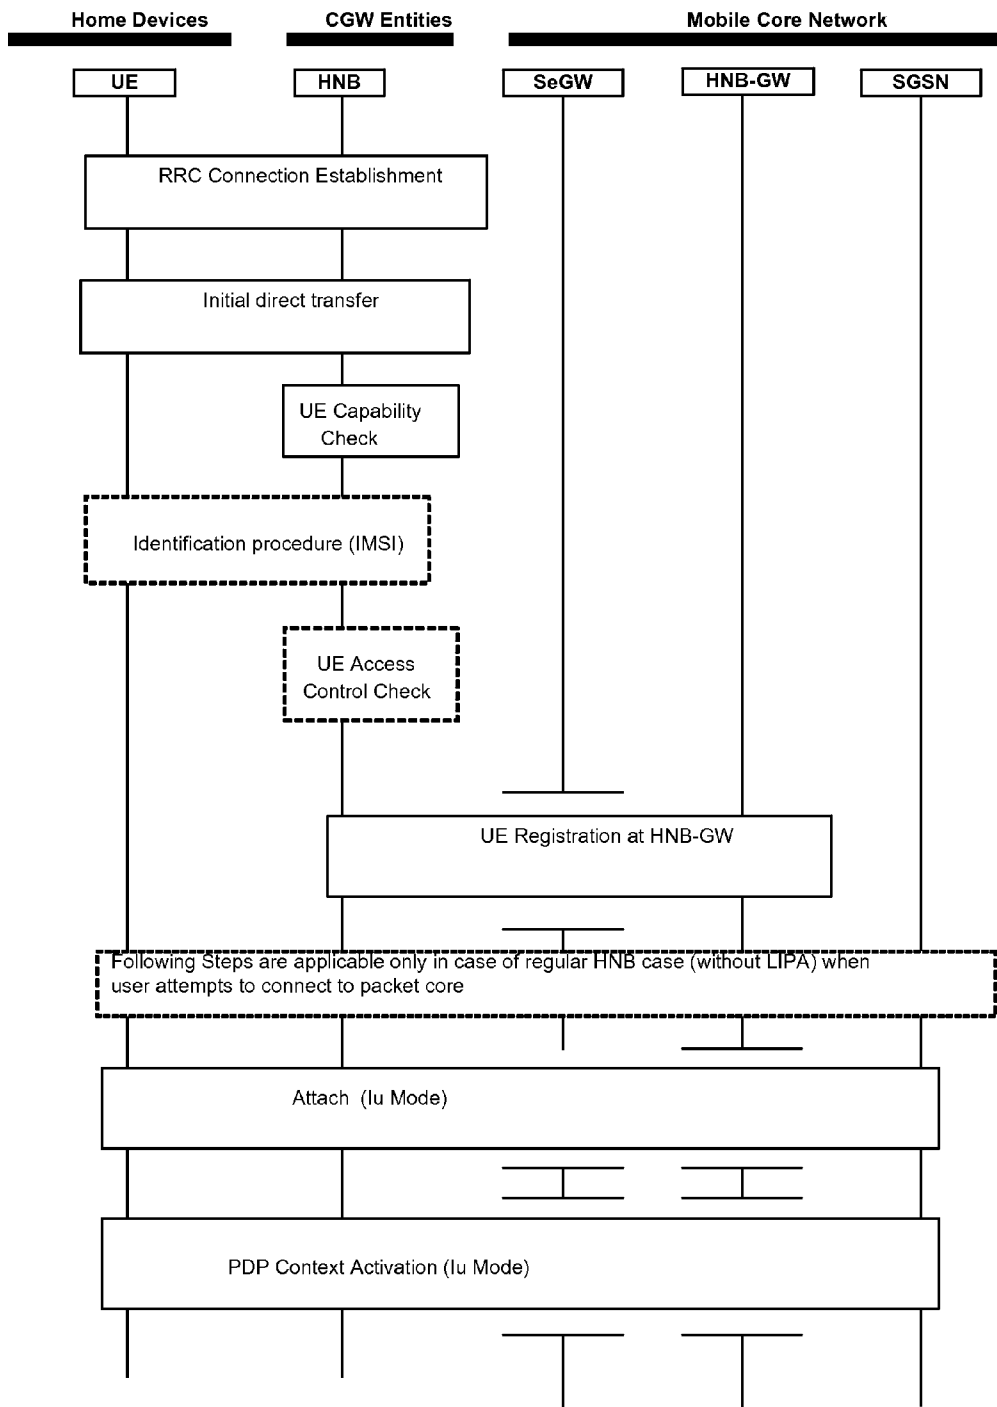 Home Devices
CGW Entities
Mobile Core Network
UE
HNB
SeGW
HNB-GW
SGSN
RRC Connection Establishment
Initial direct transfer
UE Capability
Check
Identification procedure (IMSI)
UE Access
Control Check
UE Registration at HNB-GW
Following Steps are applicable only in case of regular HNB case (without LIPA) when
user attempts to connect to packet core
Attach (Iu Mode)
PDP Context Activation (Iu Mode)